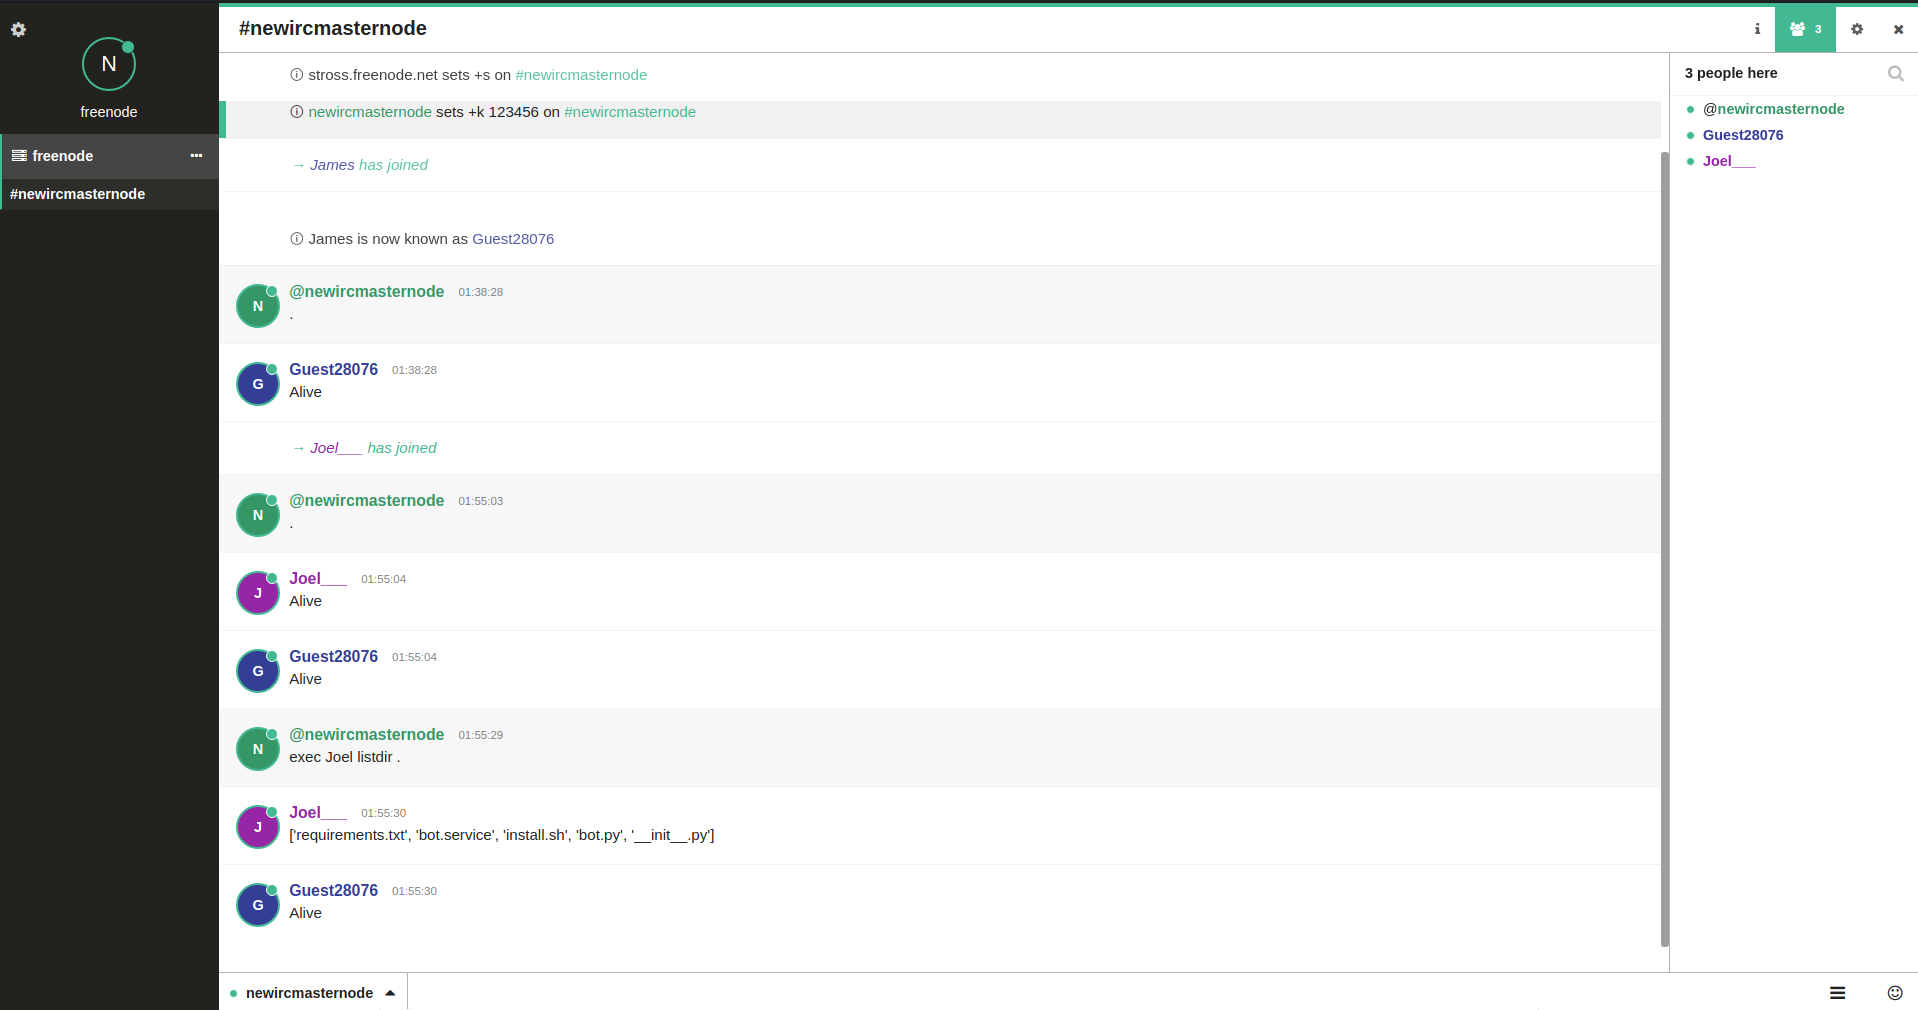 N
freenode
freenode
#newircmasternode
#newircmasternode
3
stross.freenode.net sets +s on #newircmasternode
newircmasternode sets +k 123456 on #newircmasternode
→ James has joined
James is now known as Guest28076
N
@newircmasternode 01:38:28
.
G
Guest28076 01:38:28
Alive
→ Joel___ has joined
N
@newircmasternode 01:55:03
.
J
Joel___ 01:55:04
Alive
G
Guest28076 01:55:04
Alive
N
@newircmasternode 01:55:29
exec Joel listdir .
J
Joel___ 01:55:30
['requirements.txt', 'bot.service', 'install.sh', 'bot.py', '__init__.py']
G
Guest28076 01:55:30
Alive
newircmasternode
3 people here
@newircmasternode
Guest28076
Joel___